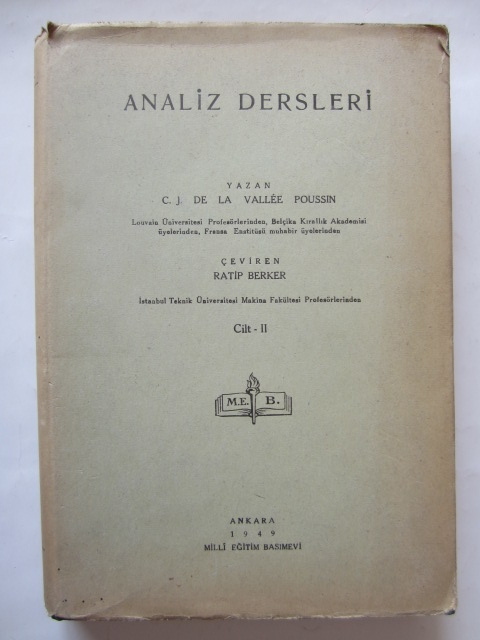 ANALİZ DERSLERİ
YAZAN
C. J. DE LA VALLÉE POUSSIN
Louvain Üniversitesi Profesörlerinden, Belçika Kırallık Akademisi
üyelerinden, Fransa Enstitüsü muhabir üyelerinden
ÇEVİREN
RATİP BERKER
İstanbul Teknik Üniversitesi Makina Fakültesi Profesörlerinden
Cilt - II
M.E. B.
ANKARA
1949
MİLLÎ EĞİTİM BASIMEVİ